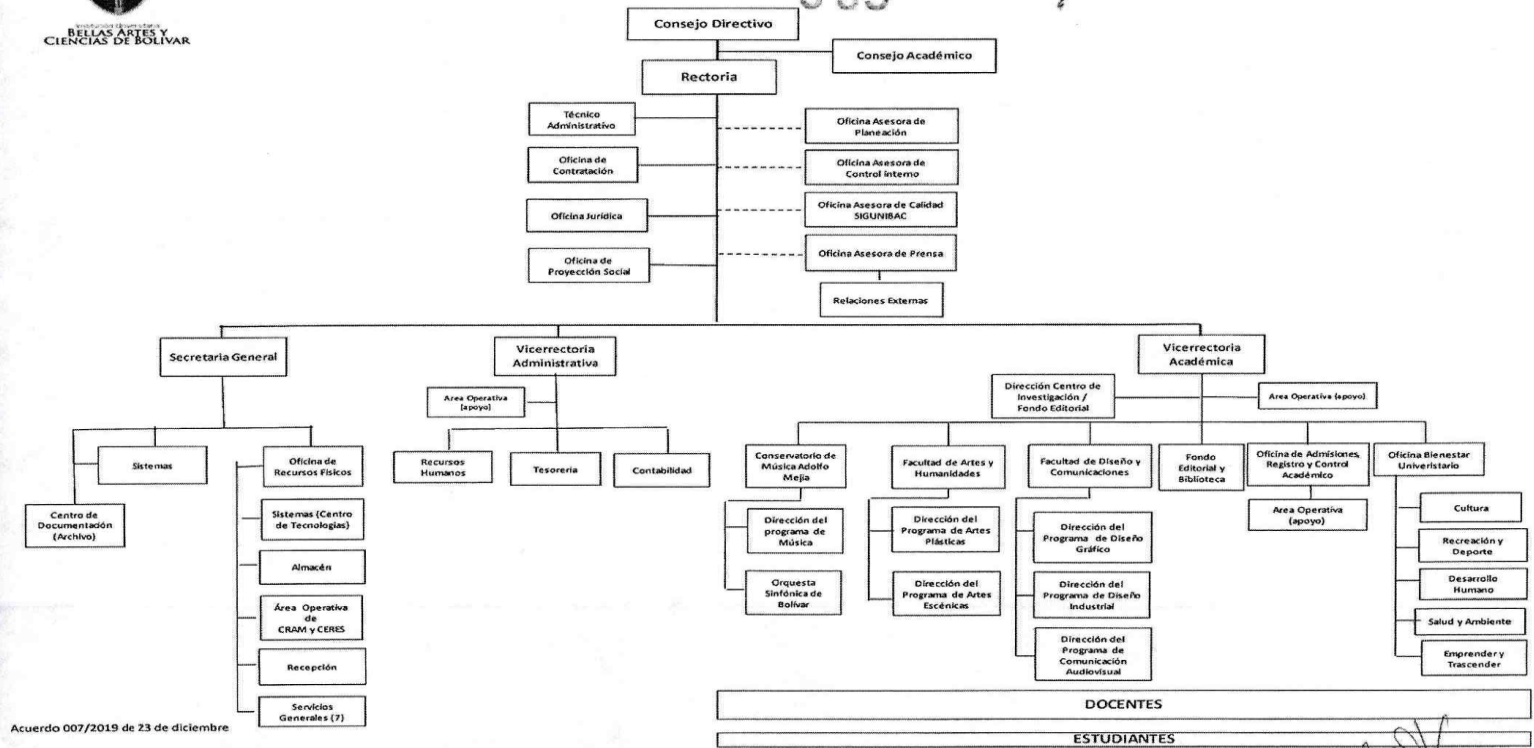 Institución Universitaria
BELLAS ARTES Y
CIENCIAS DE BOLIVAR
Consejo Directivo
Consejo Académico
Rectoria
Técnico
Administrativo
Oficina Asesora de
Planeación
Oficina de
Contratación
Oficina Asesora de
Control interno
Oficina Jurídica
Oficina Asesora de Calidad
SIGUNIBAC
Oficina de
Proyección Social
Oficina Asesora de Prensa
Relaciones Externas
Secretaria General
Vicerrectoria
Administrativa
Vicerrectoria
Académica
Area Operativa
(apoyo)
Dirección Centro de
Investigación /
Fondo Editorial
Area Operativa (apoyo)
Sistemas
Oficina de
Recursos Físicos
Recursos
Humanos
Tesoreria
Contabilidad
Conservatorio de
Música Adolfo
Mejia
Facultad de Artes y
Humanidades
Facultad de Diseño y
Comunicaciones
Fondo
Editorial y
Biblioteca
Oficina de Admisiones,
Registro y Control
Académico
Oficina Bienestar
Univeristario
Centro de
Documentación
(Archivo)
Sistemas (Centro
de Tecnologías)
Almacén
Área Operativa
de
CRAM y CERES
Recepción
Servicios
Generales (7)
Dirección del
programa de
Música
Orquesta
Sinfónica de
Bolívar
Dirección del
Programa de Artes
Plásticas
Dirección del
Programa de Artes
Escénicas
Dirección del
Programa de Diseño
Gráfico
Dirección del
Programa de Diseño
Industrial
Dirección del
Programa de
Comunicación
Audiovisual
Area Operativa
(apoyo)
Cultura
Recreación y
Deporte
Desarrollo
Humano
Salud y Ambiente
Emprender y
Trascender
DOCENTES
ESTUDIANTES
Acuerdo 007/2019 de 23 de diciembre